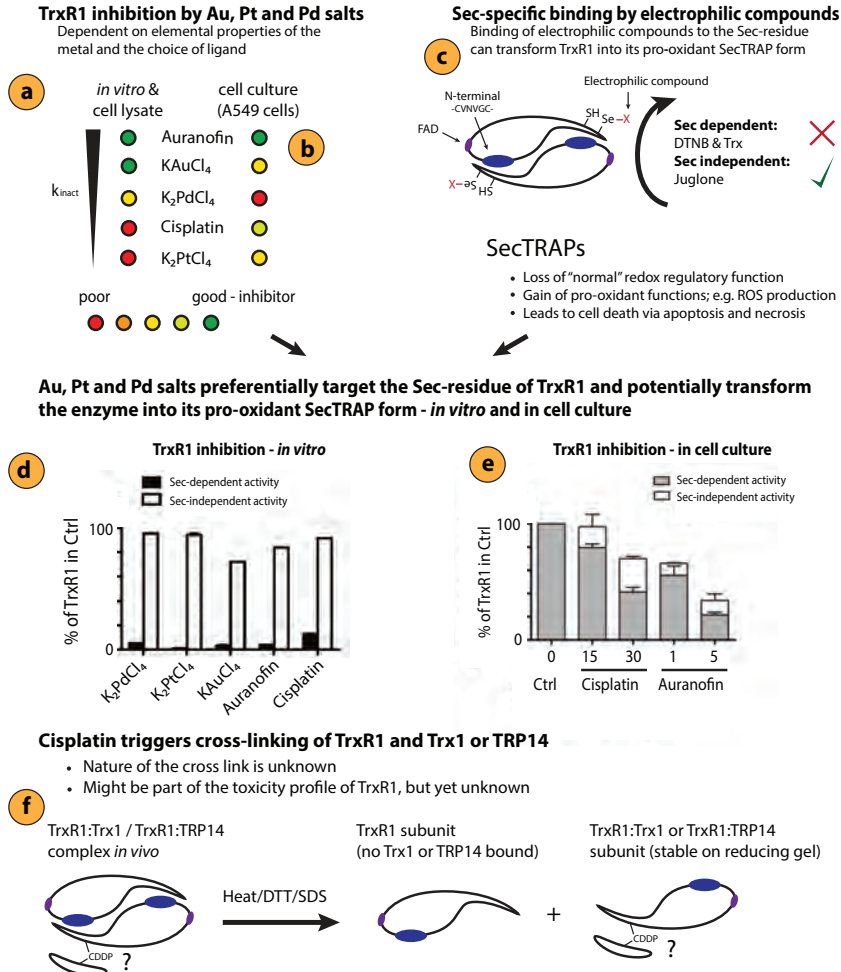 TrxR1 inhibition by Au, Pt and Pd salts
Dependent on elemental properties of the
metal and the choice of ligand
a
in vitro &
cell lysate
cell culture
(A549 cells)
b
kinact
Auranofin
KAuCl₄
K₂PdCl₄
Cisplatin
K₂PtCl₄
poor
good - inhibitor
Sec-specific binding by electrophilic compounds
Binding of electrophilic compounds to the Sec-residue
can transform TrxR1 into its pro-oxidant SecTRAP form
c
Electrophilic compound
N-terminal
-CVNVGC-
FAD
SH
Se-X
X-Se
HS
Sec dependent:
DTNB & Trx
Sec independent:
Juglone
SecTRAPs
• Loss of "normal" redox regulatory function
• Gain of pro-oxidant functions; e.g. ROS production
• Leads to cell death via apoptosis and necrosis
Au, Pt and Pd salts preferentially target the Sec-residue of TrxR1 and potentially transform
the enzyme into its pro-oxidant SecTRAP form - in vitro and in cell culture
d
TrxR1 inhibition - in vitro
Sec-dependent activity
Sec-independent activity
% of TrxR1 in Ctrl
100
0
K₂PdCl₄
K₂PtCl₄
KAuCl₄
Auranofin
Cisplatin
e
TrxR1 inhibition - in cell culture
Sec-dependent activity
Sec-independent activity
% of TrxR1 in Ctrl
100
0
0 15 30 1 5
Ctrl Cisplatin Auranofin
Cisplatin triggers cross-linking of TrxR1 and Trx1 or TRP14
• Nature of the cross link is unknown
• Might be part of the toxicity profile of TrxR1, but yet unknown
f
TrxR1:Trx1 / TrxR1:TRP14
complex in vivo
CDDP
?
Heat/DTT/SDS
TrxR1 subunit
(no Trx1 or TRP14 bound)
+
TrxR1:Trx1 or TrxR1:TRP14
subunit (stable on reducing gel)
CDDP
?